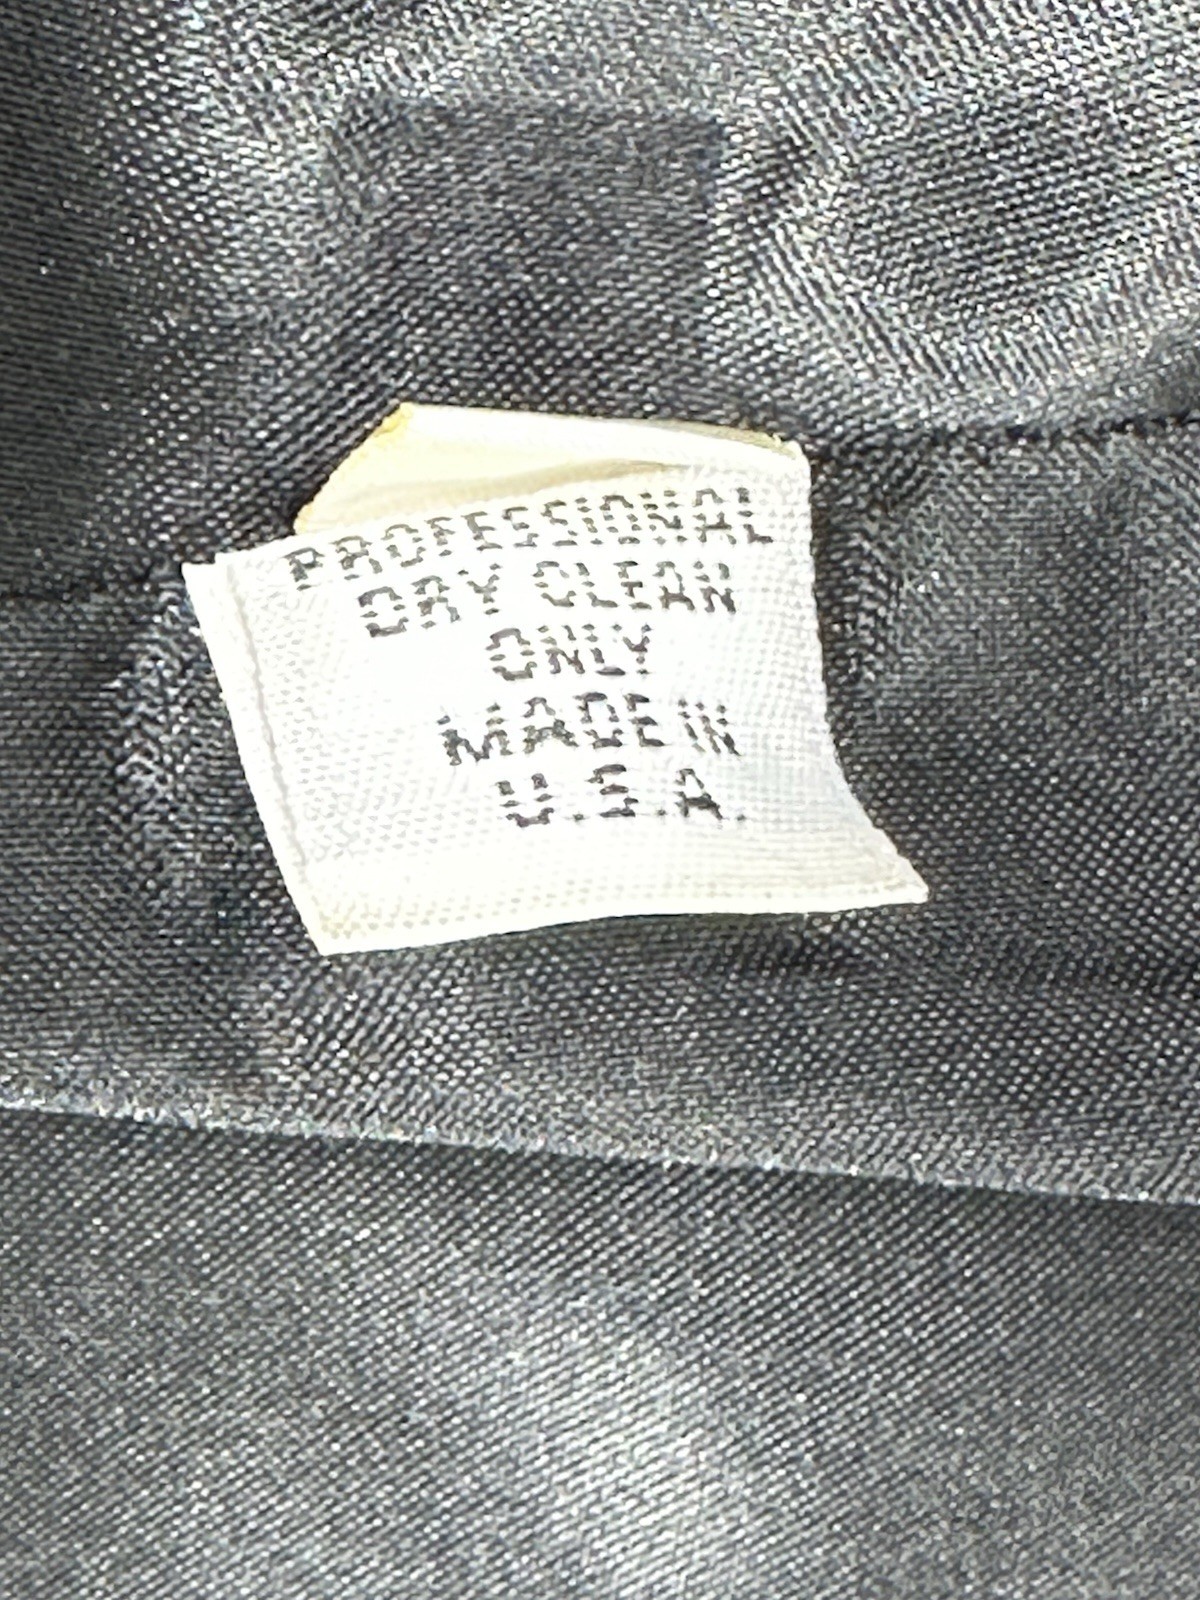 PROFESSIONAL
DRY CLEAN
ONLY
MADE IN
U.S.A.